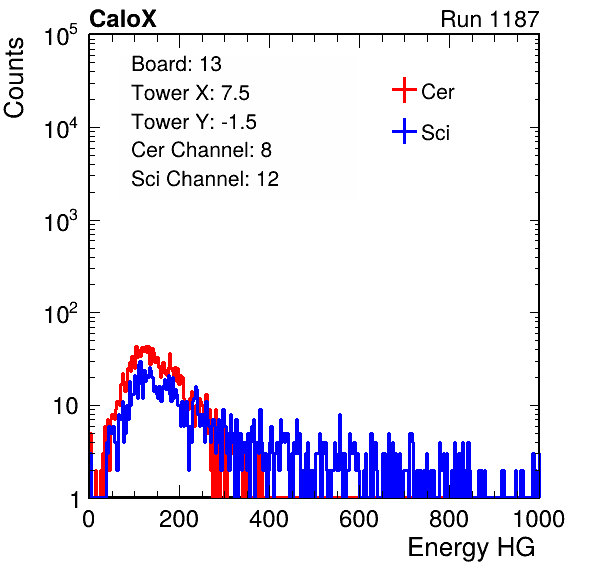 CaloX Run 1187
Counts
10^5
10^4
10^3
10^2
10
1
Board: 13
Tower X: 7.5
Tower Y: -1.5
Cer Channel: 8
Sci Channel: 12
Cer
Sci
0 200 400 600 800 1000
Energy HG